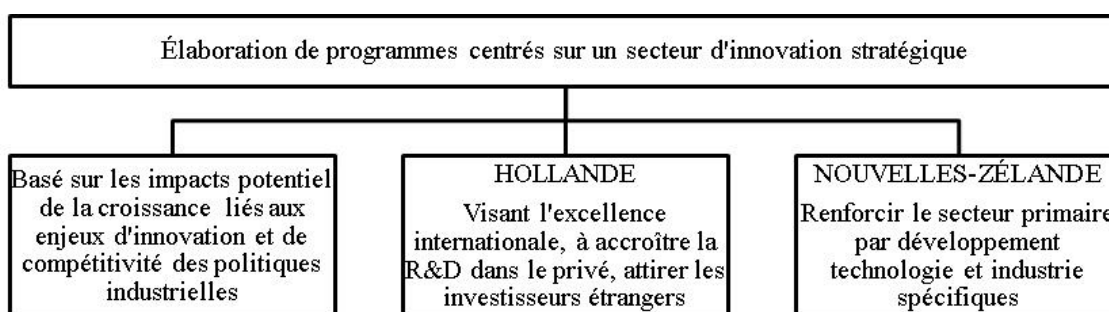 Élaboration de programmes centrés sur un secteur d'innovation stratégique
Basé sur les impacts potentiel
de la croissance liés aux
enjeux d'innovation et de
compétitivité des politiques
industrielles
HOLLANDE
Visant l'excellence
internationale, à accroître la
R&D dans le privé, attirer les
investisseurs étrangers
NOUVELLES-ZÉLANDE
Renforcir le secteur primaire
par développement
technologie et industrie
spécifiques